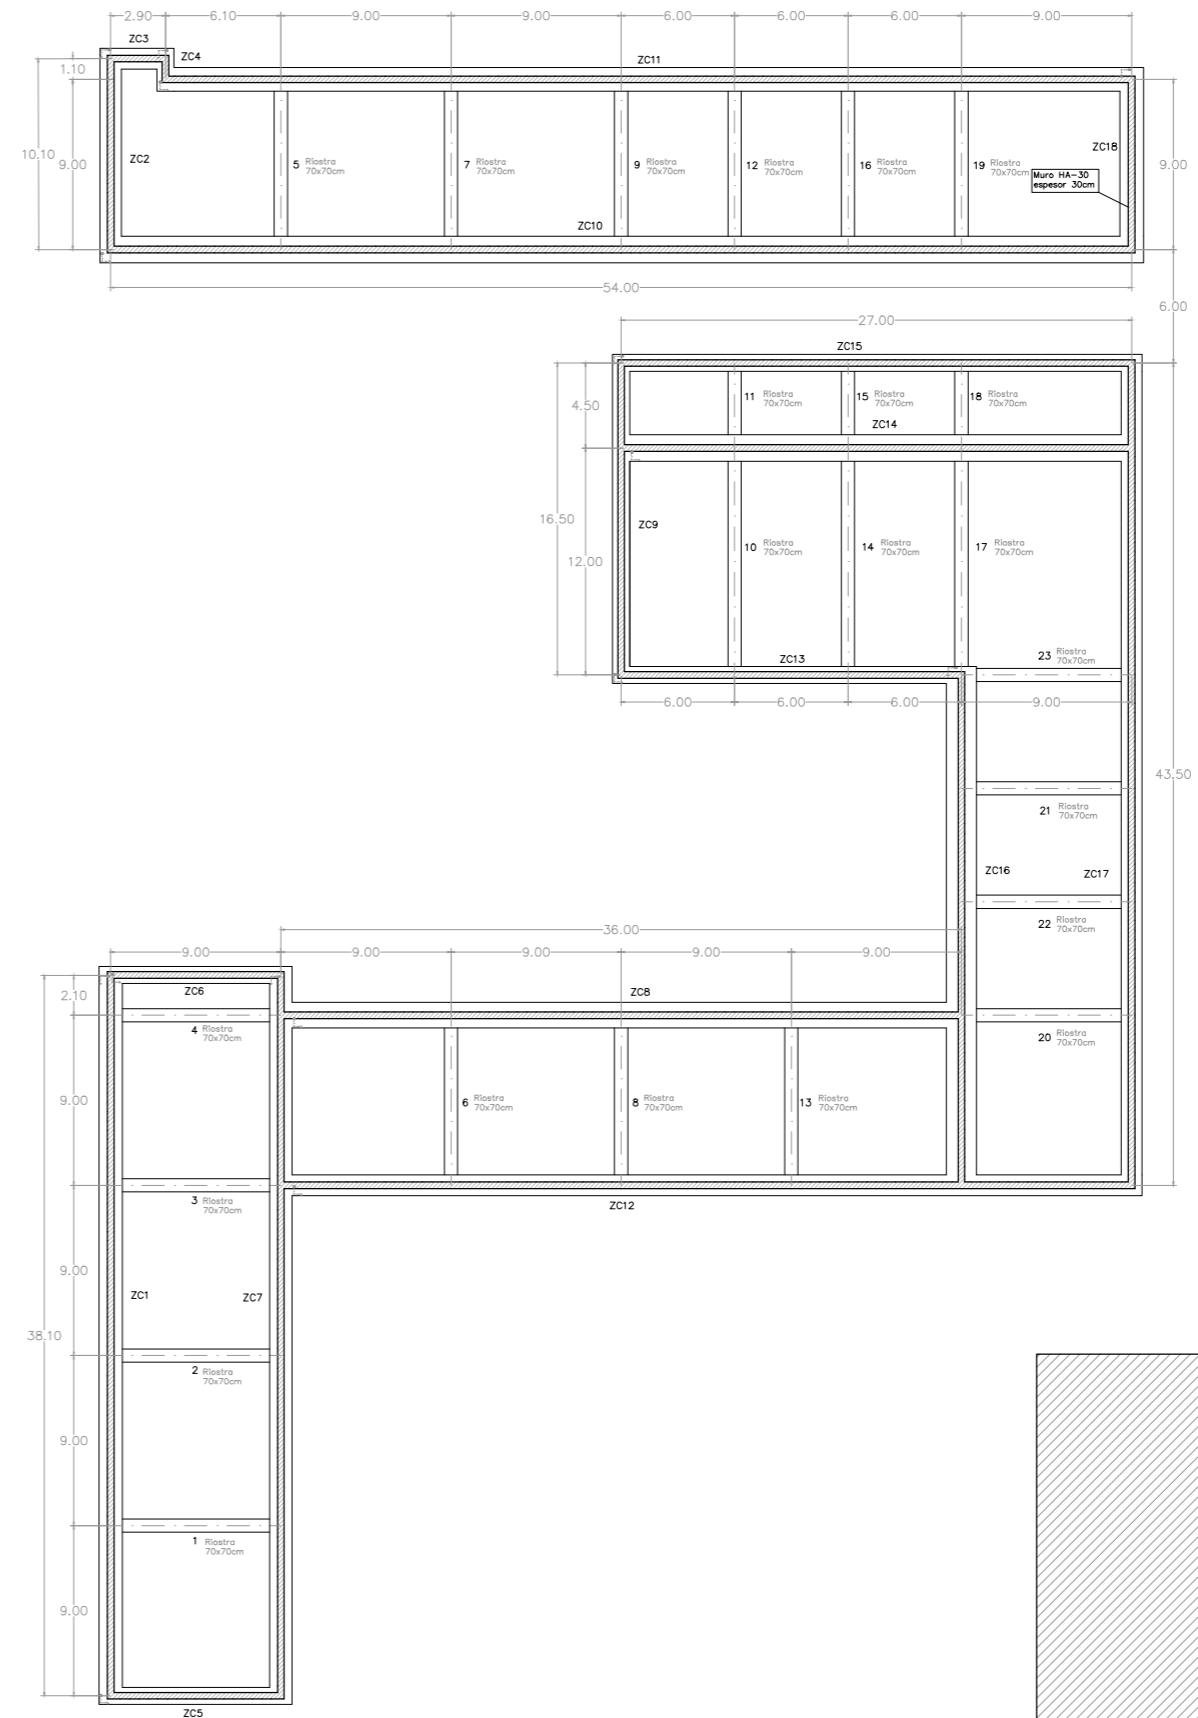 2.90 6.10 9.00 9.00 6.00 6.00 6.00 9.00
ZC3
ZC4
ZC11
1.10
10.10
9.00
ZC2
5 Riostra
70x70cm
7 Riostra
70x70cm
9 Riostra
70x70cm
12 Riostra
70x70cm
16 Riostra
70x70cm
19 Riostra
70x70cm
ZC18
Muro HA-30
espesor 30cm
9.00
ZC10
54.00
6.00
27.00
ZC15
4.50
11 Riostra
70x70cm
15 Riostra
70x70cm
18 Riostra
70x70cm
ZC14
16.50
12.00
ZC9
10 Riostra
70x70cm
14 Riostra
70x70cm
17 Riostra
70x70cm
ZC13
23 Riostra
70x70cm
6.00 6.00 6.00 9.00
43.50
21 Riostra
70x70cm
ZC16
ZC17
22 Riostra
70x70cm
36.00
9.00 9.00 9.00 9.00 9.00
2.10
ZC6
ZC8
4 Riostra
70x70cm
20 Riostra
70x70cm
9.00
6 Riostra
70x70cm
8 Riostra
70x70cm
13 Riostra
70x70cm
3 Riostra
70x70cm
ZC12
9.00
ZC1
ZC7
38.10
2 Riostra
70x70cm
9.00
1 Riostra
70x70cm
9.00
ZC5